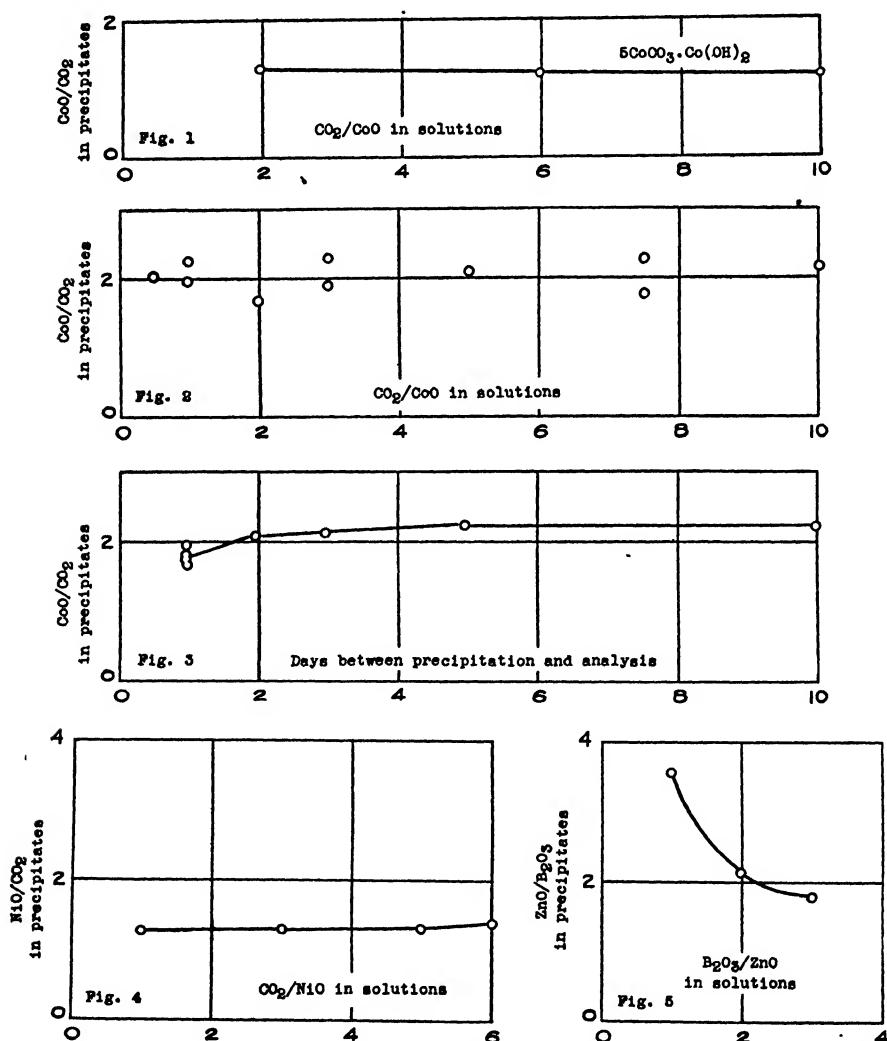 2
CoO/CO₂
in precipitates
5CoCO₃.Co(OH)₂
Fig. 1
CO₂/CoO in solutions
0
0 2 4 6 8 10
CoO/CO₂
in precipitates
2
Fig. 2
CO₂/CoO in solutions
0
0 2 4 6 8 10
CoO/CO₂
in precipitates
2
Fig. 3
Days between precipitation and analysis
0
0 2 4 6 8 10
4
NiO/CO₂
in precipitates
2
CO₂/NiO in solutions
Fig. 4
0
0 2 4 6
4
ZnO/B₂O₃
in precipitates
2
B₂O₃/ZnO
in solutions
Fig. 5
0
0 2 4